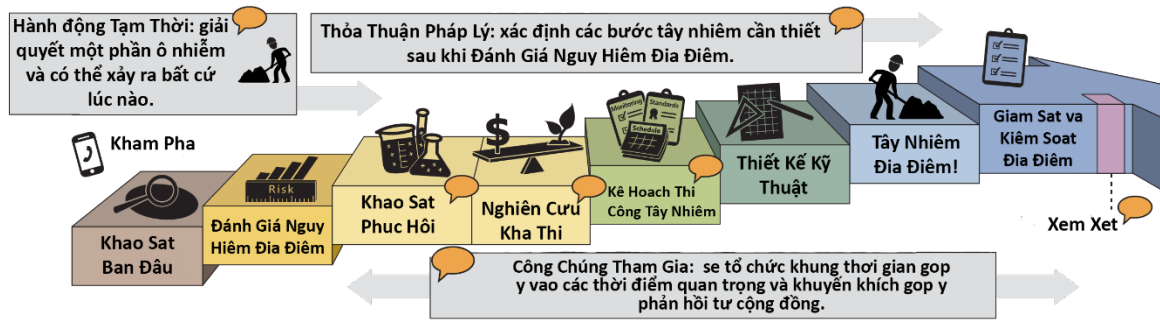 Hành động Tạm Thời: giải
quyết một phần ô nhiễm
và có thể xảy ra bất cứ
lúc nào.
Thỏa Thuận Pháp Lý: xác định các bước tây nhiêm cần thiết
sau khi Đánh Giá Nguy Hiêm Đia Điêm.
Kham Pha
Khao Sat
Ban Đâu
Risk
Đánh Giá Nguy
Hiêm Đia Điêm
Khao Sat
Phuc Hôi
$
Nghiên Cưu
Kha Thi
Monitoring
Standards
Schedule
Kê Hoach Thi
Công Tây Nhiêm
Thiết Kế Kỹ
Thuật
Tây Nhiêm
Đia Điêm!
Giam Sat va
Kiêm Soat
Đia Điêm
Xem Xet
Công Chúng Tham Gia: se tổ chức khung thơi gian gop
y vao các thời điểm quan trọng và khuyến khích gop y
phản hồi tư cộng đồng.